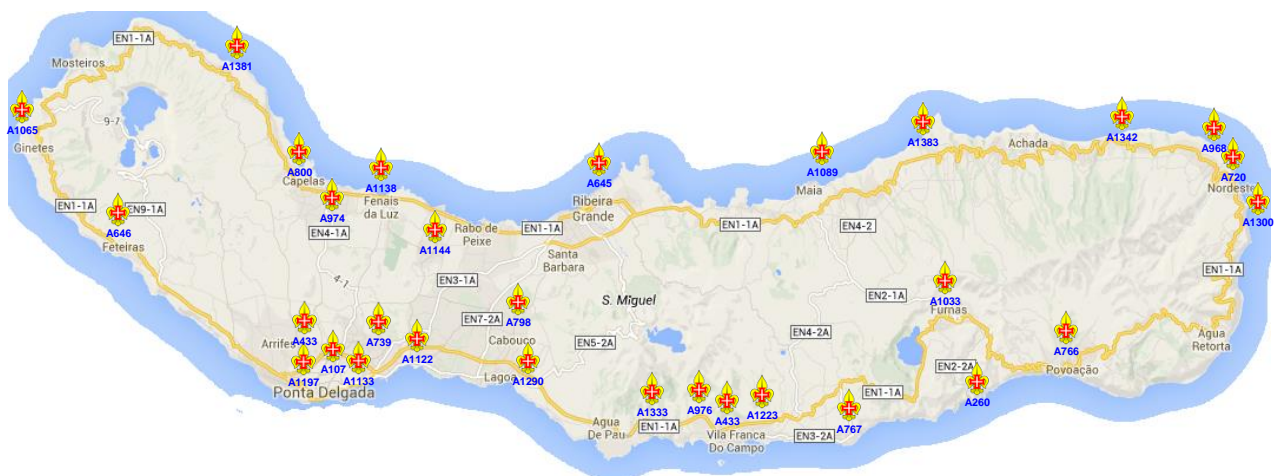 EN1-1A
A1381
Mosteiros
A1065
9-1
Ginetes
A1383
A1342
Achada
A968
A720
Nordeste
A1300
A1089
Maia
A645
Ribeira
Grande
A800
Capelas
A1138
A974
Fenais
da Luz
EN1-1A
EN9-1A
A646
Feteiras
EN4-1A
A1144
Rabo de
Peixe
EN1-1A
Santa
Barbara
EN1-1A
EN4-2
EN1-1A
4-1
EN3-1A
S. Miguel
EN2-1A
A1033
Furnas
A433
Arrifes
A739
EN7-2A
A798
Cabouco
EN5-2A
EN4-2A
A766
Água
Retorta
A1197
A107
A1133
A1122
Ponta Delgada
Lagoa
A1290
EN2-2A
Povoação
A260
A1333
A976
A433
A1223
EN1-1A
A767
Água
De Pau
EN1-1A
Vila Franca
Do Campo
EN3-2A